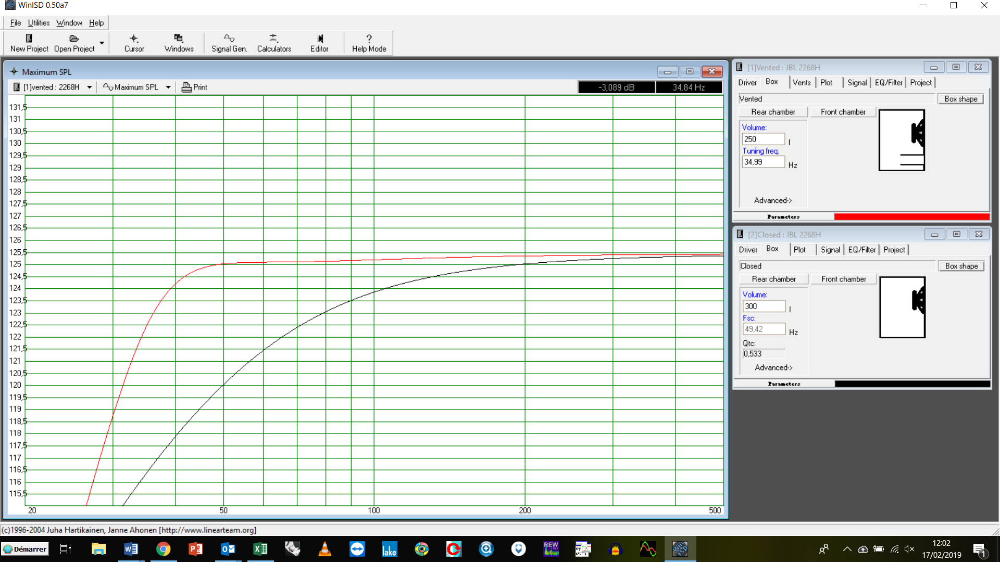 WinISD 0.50a7
File Utilities Window Help
New Project Open Project Cursor Windows Signal Gen. Calculators Editor Help Mode
Maximum SPL
[1]vented : 2268H Maximum SPL Print -3,089 dB 34,84 Hz
131,5
131
130,5
130
129,5
129
128,5
128
127,5
127
126,5
126
125,5
125
124,5
124
123,5
123
122,5
122
121,5
121
120,5
120
119,5
119
118,5
118
117,5
117
116,5
116
115,5
20 50 100 200 500
[1]Vented : JBL 2268H
Driver Box Vents Plot Signal EQ/Filter Project
Vented Box shape
Rear chamber Front chamber
Volume:
250 l
Tuning freq.
34,99 Hz
Advanced->
Parameters
[2]Closed : JBL 2268H
Driver Box Plot Signal EQ/Filter Project
Closed Box shape
Rear chamber Front chamber
Volume:
300 l
Fsc:
49,42 Hz
Qtc:
0,533
Advanced->
Parameters
(c)1996-2004 Juha Hartikainen, Janne Ahonen [http://www.linearteam.org]
Démarrer lake REW 12:02
17/02/2019 1